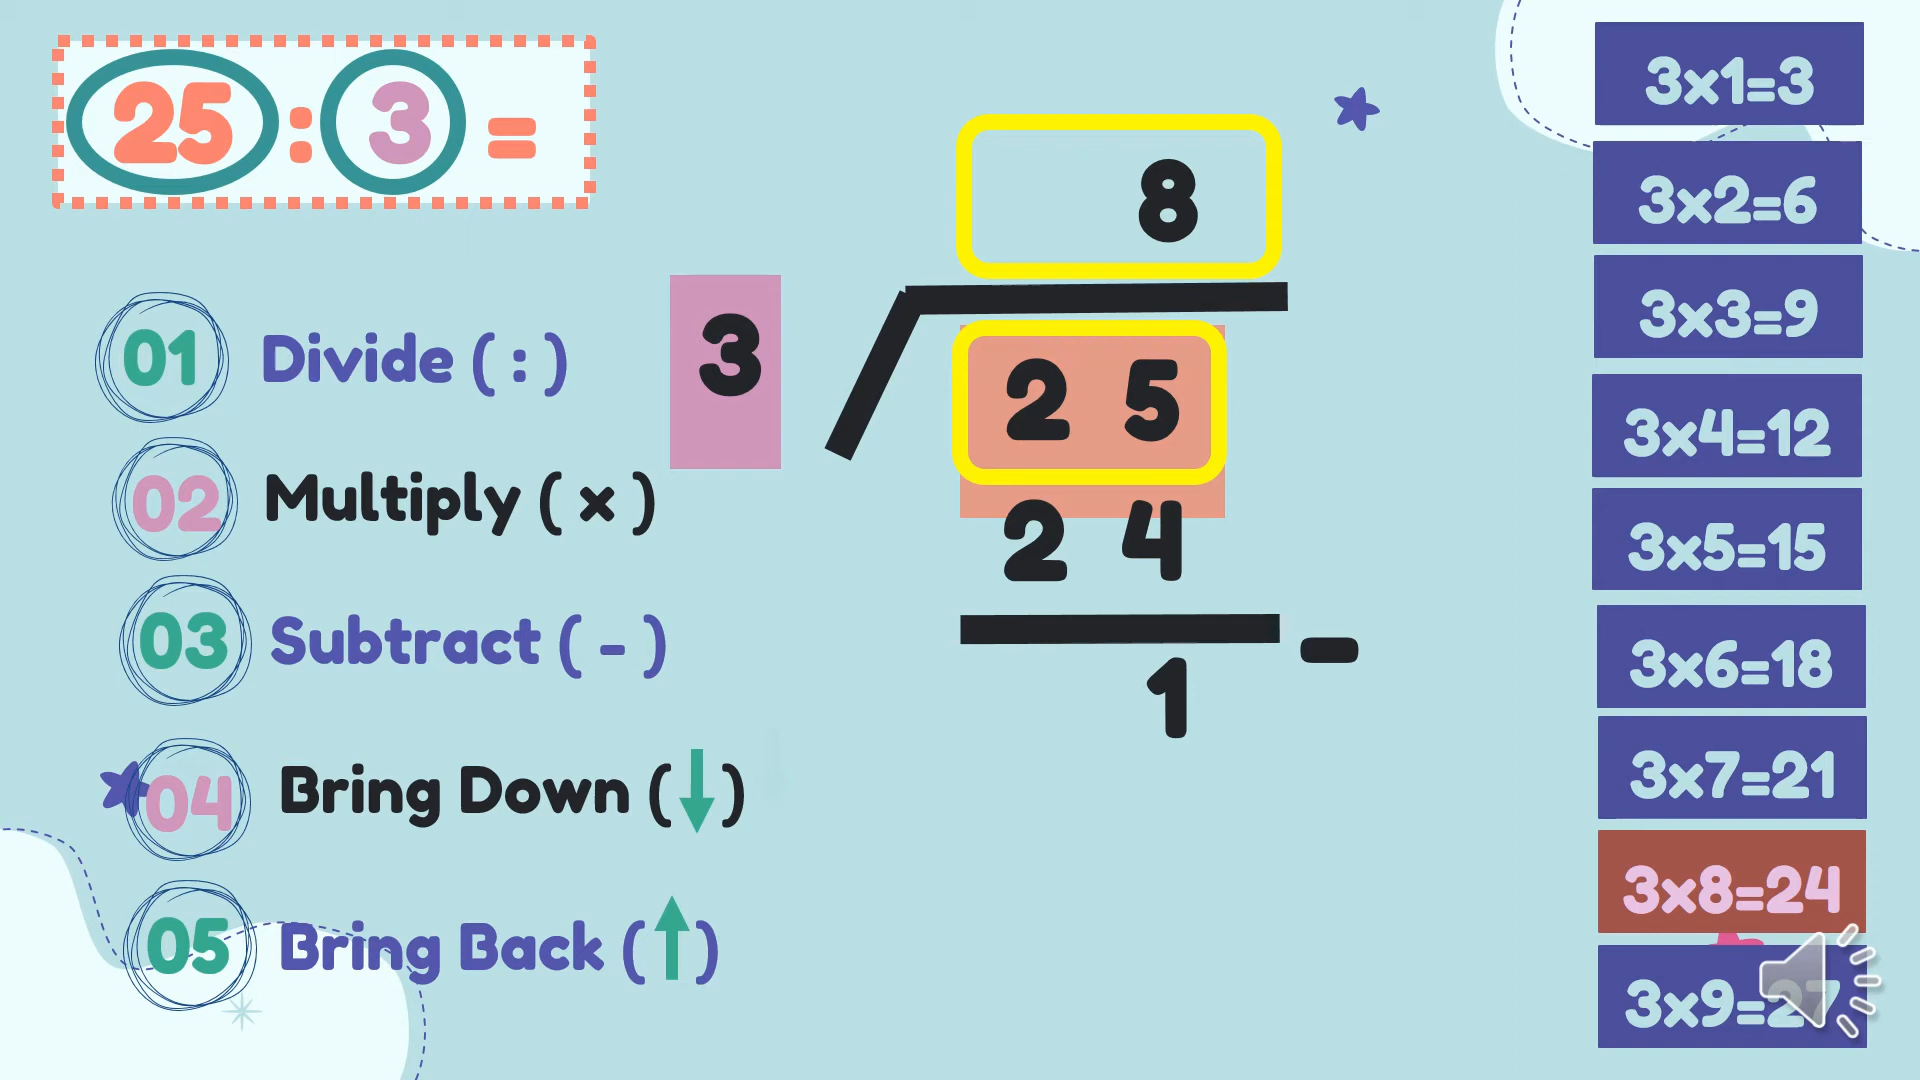 25 : 3 =
01 Divide ( : )
02 Multiply ( x )
03 Subtract ( - )
04 Bring Down (↓)
05 Bring Back (↑)
8
3
2 5
2 4
-
1
3x1=3
3x2=6
3x3=9
3x4=12
3x5=15
3x6=18
3x7=21
3x8=24
3x9=27